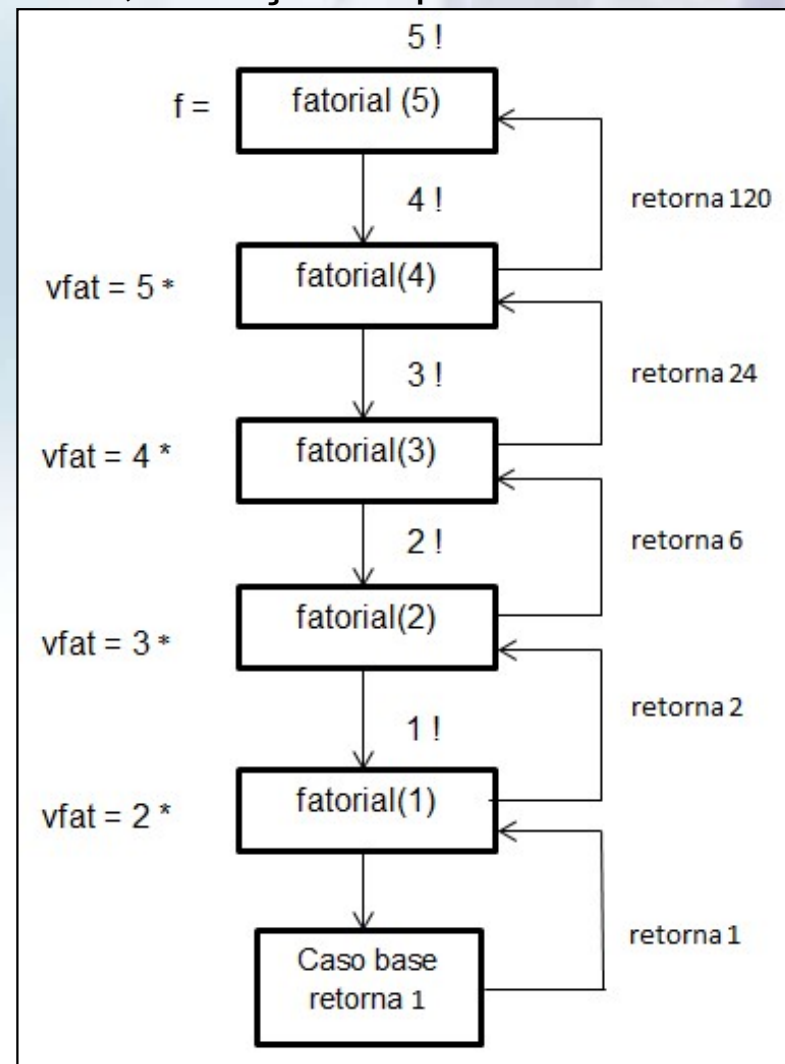 5 !
f =
fatorial (5)
4 !
retorna 120
vfat = 5 *
fatorial(4)
3 !
retorna 24
vfat = 4 *
fatorial(3)
2 !
retorna 6
vfat = 3 *
fatorial(2)
1 !
retorna 2
vfat = 2 *
fatorial(1)
retorna 1
Caso base
retorna 1